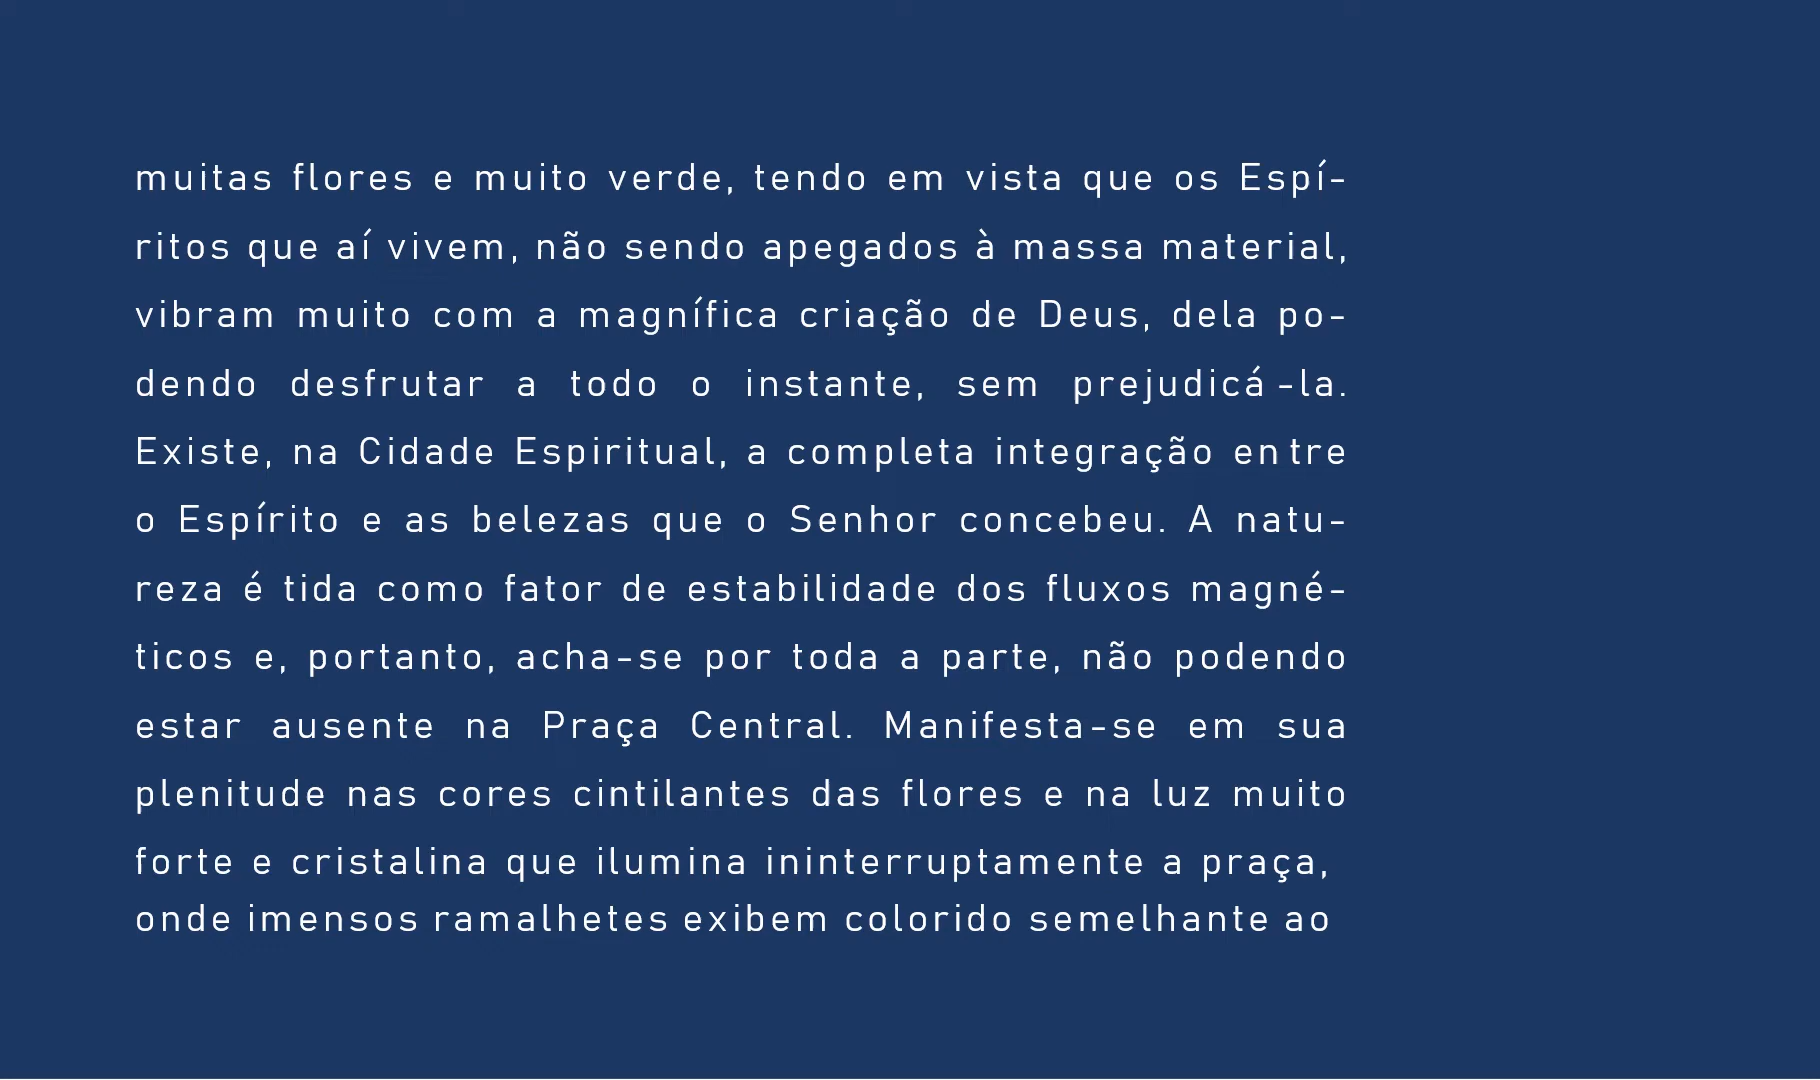 muitas flores e muito verde, tendo em vista que os Espí-
ritos que aí vivem, não sendo apegados à massa material,
vibram muito com a magnífica criação de Deus, dela po-
dendo desfrutar a todo o instante, sem prejudicá-la.
Existe, na Cidade Espiritual, a completa integração entre
o Espírito e as belezas que o Senhor concebeu. A natu-
reza é tida como fator de estabilidade dos fluxos magné-
ticos e, portanto, acha-se por toda a parte, não podendo
estar ausente na Praça Central. Manifesta-se em sua
plenitude nas cores cintilantes das flores e na luz muito
forte e cristalina que ilumina ininterruptamente a praça,
onde imensos ramalhetes exibem colorido semelhante ao